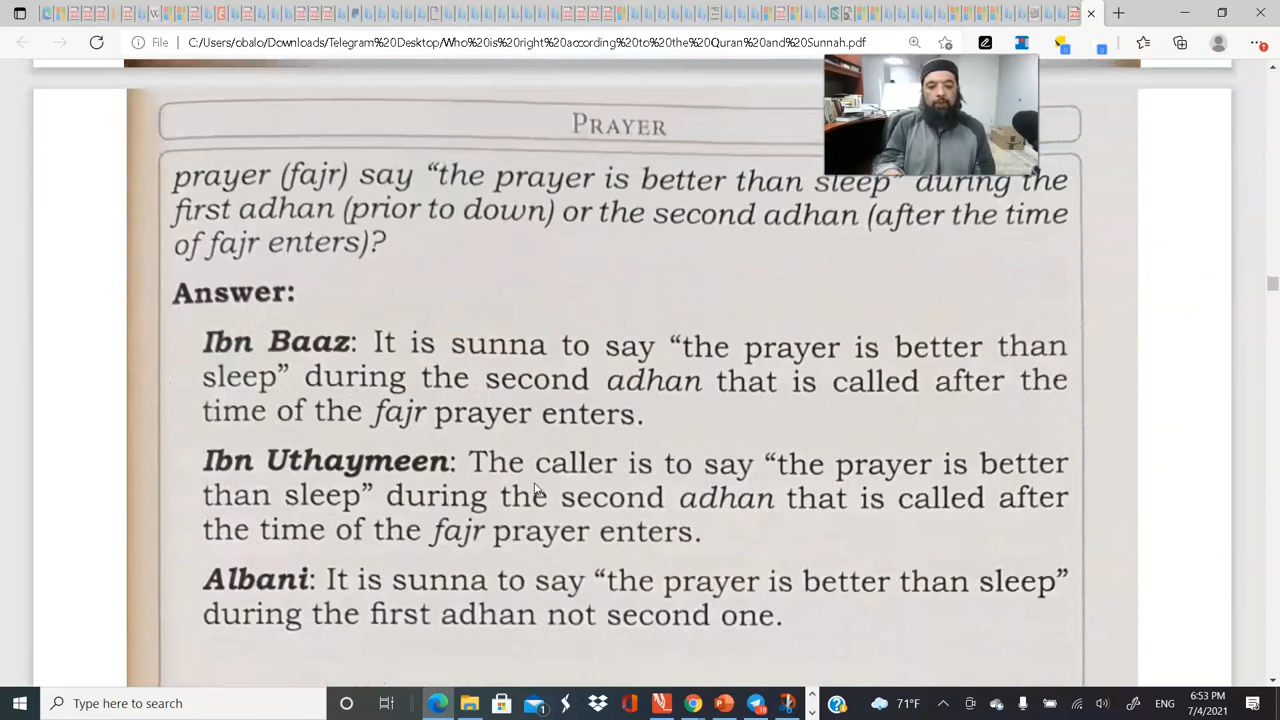 File
C:/Users/obalo/Downloads/Telegram%20Desktop/Who%20is%20right%20according%20to%20the%20Quran%20and%20Sunnah.pdf
PRAYER
prayer (fajr) say “the prayer is better than sleep” during the
first adhan (prior to down) or the second adhan (after the time
of fajr enters)?
Answer:
Ibn Baaz: It is sunna to say “the prayer is better than
sleep” during the second adhan that is called after the
time of the fajr prayer enters.
Ibn Uthaymeen: The caller is to say “the prayer is better
than sleep” during the second adhan that is called after
the time of the fajr prayer enters.
Albani: It is sunna to say “the prayer is better than sleep”
during the first adhan not second one.
Type here to search
71°F
ENG
6:53 PM
7/4/2021